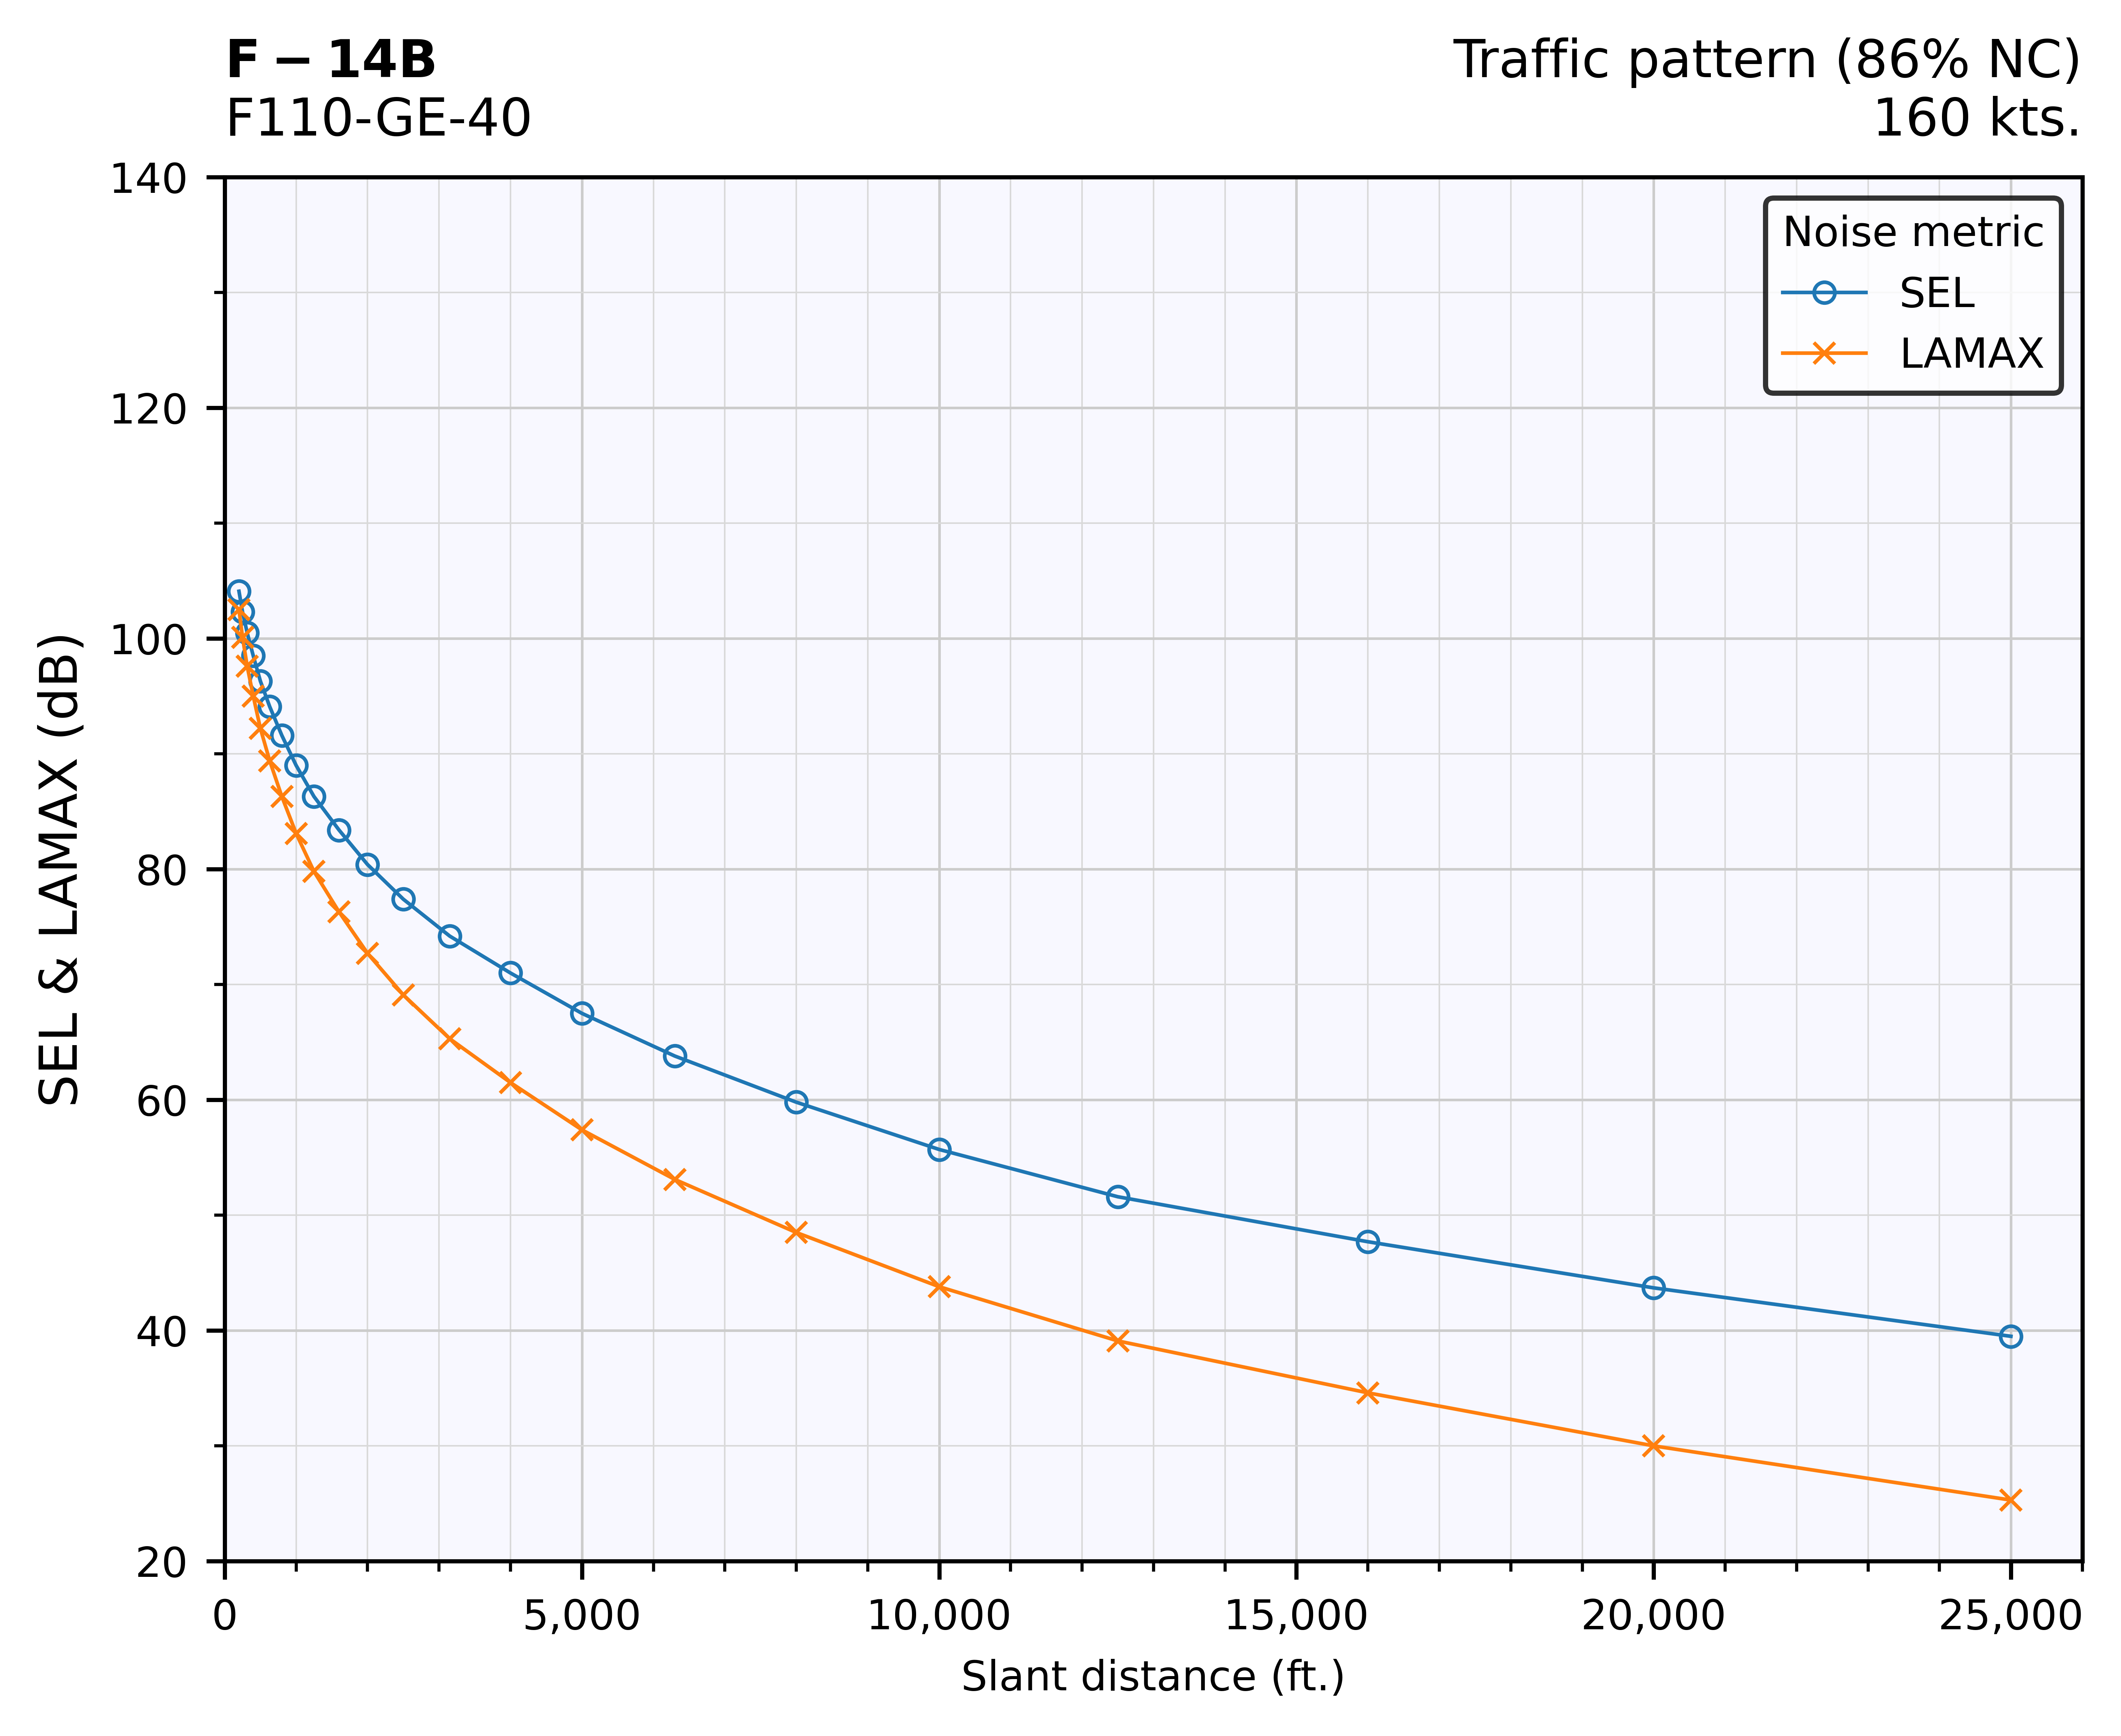 F − 14B
F110-GE-40
Traffic pattern (86% NC)
160 kts.
SEL & LAMAX (dB)
140
120
100
80
60
40
20
Noise metric
SEL
LAMAX
0 5,000 10,000 15,000 20,000 25,000
Slant distance (ft.)